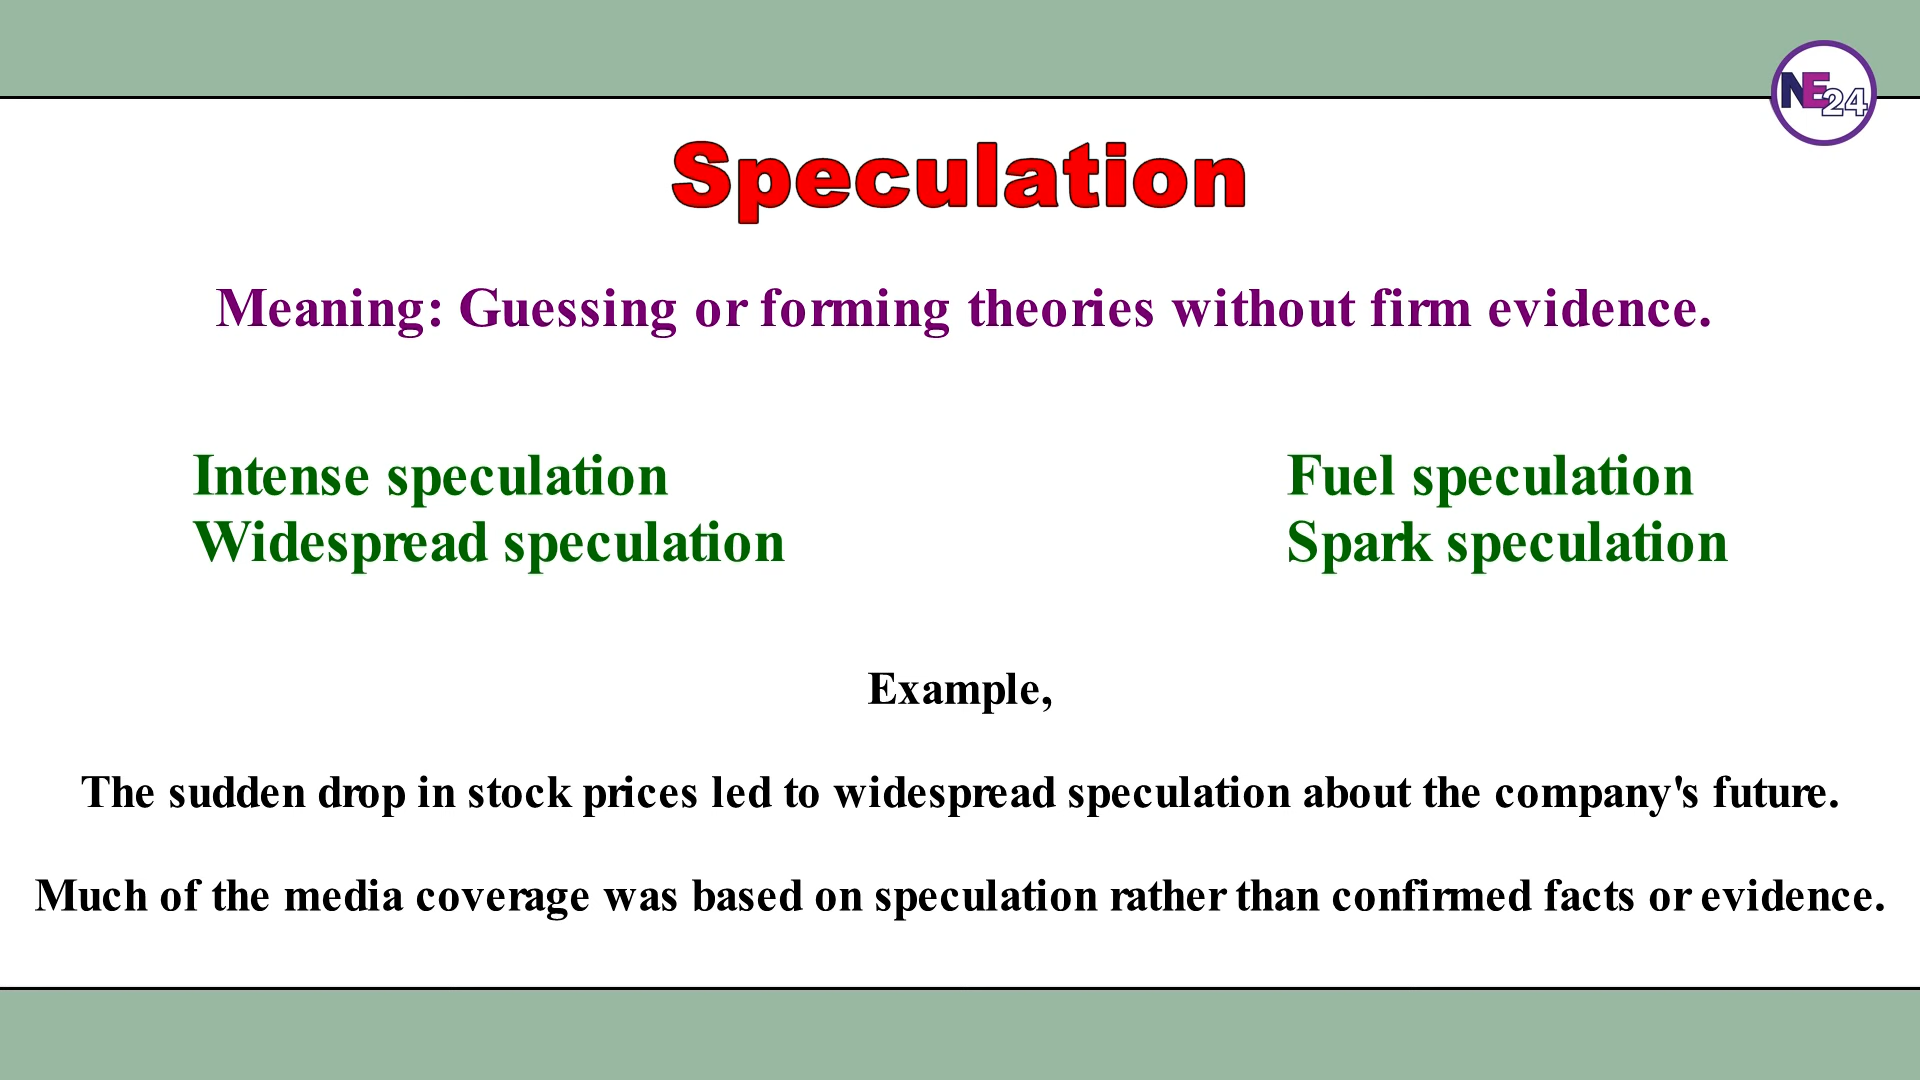 NE24
Speculation
Meaning: Guessing or forming theories without firm evidence.
Intense speculation
Widespread speculation
Fuel speculation
Spark speculation
Example,
The sudden drop in stock prices led to widespread speculation about the company's future.
Much of the media coverage was based on speculation rather than confirmed facts or evidence.